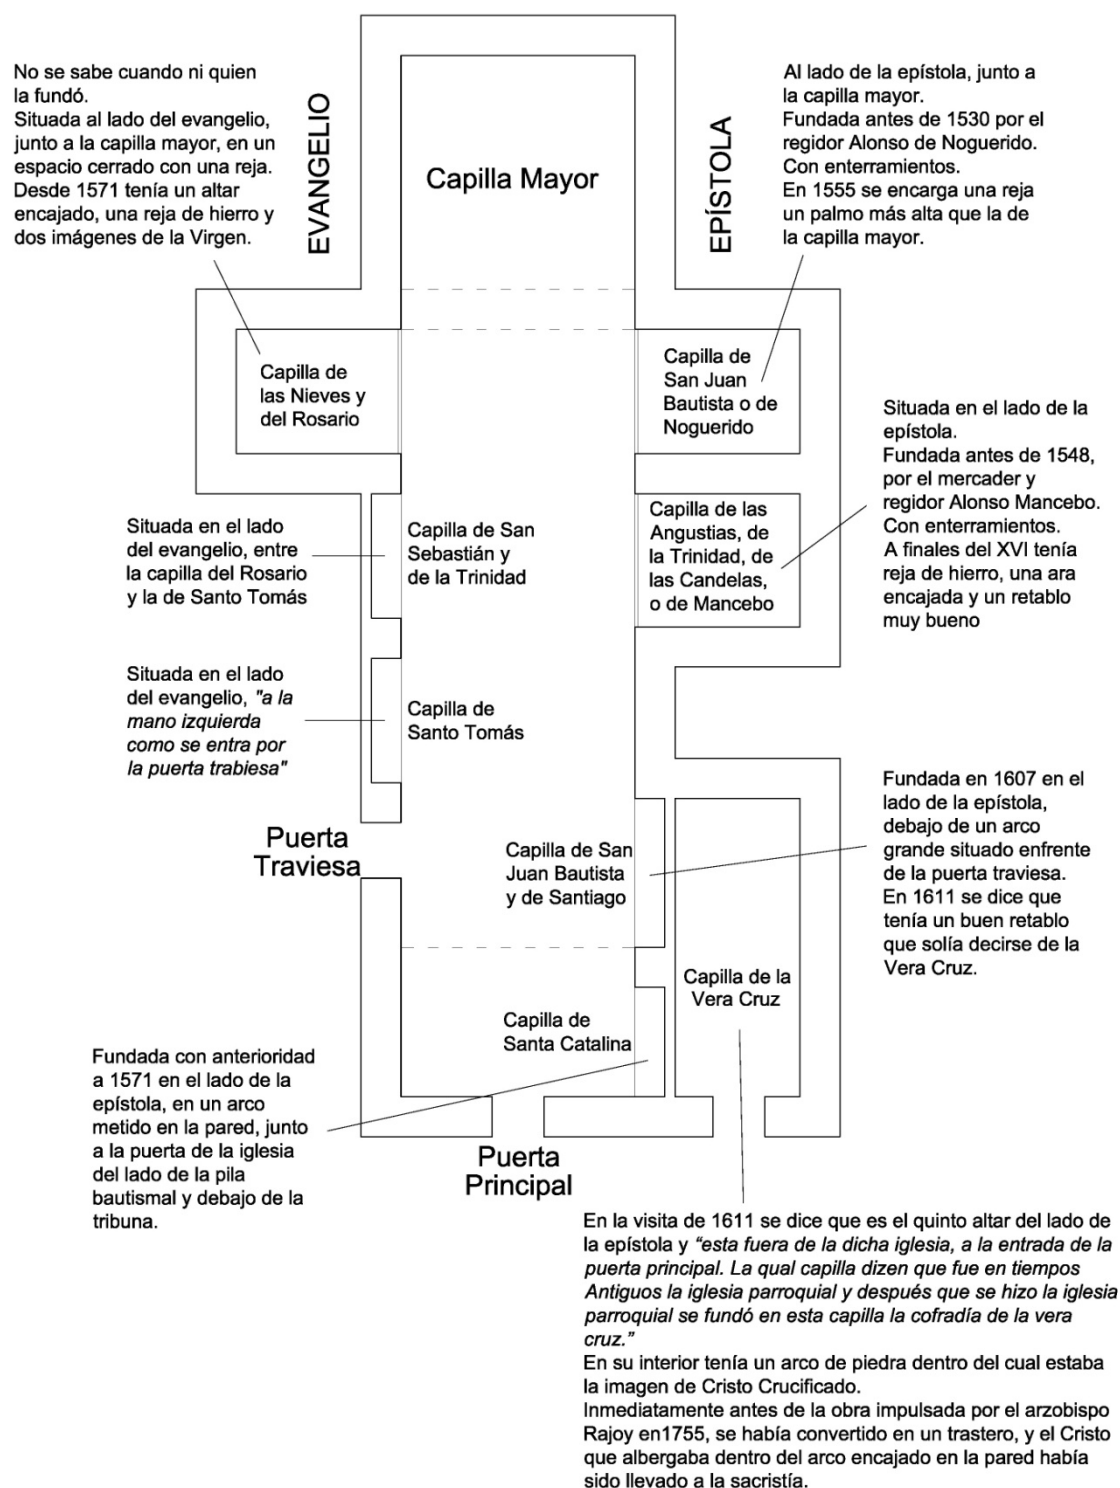 No se sabe cuando ni quien
la fundó.
Situada al lado del evangelio,
junto a la capilla mayor, en un
espacio cerrado con una reja.
Desde 1571 tenía un altar
encajado, una reja de hierro y
dos imágenes de la Virgen.
EVANGELIO
Capilla Mayor
EPÍSTOLA
Al lado de la epístola, junto a
la capilla mayor.
Fundada antes de 1530 por el
regidor Alonso de Noguerido.
Con enterramientos.
En 1555 se encarga una reja
un palmo más alta que la de
la capilla mayor.
Capilla de
las Nieves y
del Rosario
Capilla de
San Juan
Bautista o de
Noguerido
Situada en el lado de la
epístola.
Fundada antes de 1548,
por el mercader y
regidor Alonso Mancebo.
Con enterramientos.
A finales del XVI tenía
reja de hierro, una ara
encajada y un retablo
muy bueno
Situada en el lado
del evangelio, entre
la capilla del Rosario
y la de Santo Tomás
Capilla de San
Sebastián y
de la Trinidad
Capilla de las
Angustias, de
la Trinidad, de
las Candelas,
o de Mancebo
Situada en el lado
del evangelio, "a la
mano izquierda
como se entra por
la puerta trabiesa"
Capilla de
Santo Tomás
Puerta
Traviesa
Capilla de San
Juan Bautista
y de Santiago
Fundada en 1607 en el
lado de la epístola,
debajo de un arco
grande situado enfrente
de la puerta traviesa.
En 1611 se dice que
tenía un buen retablo
que solía decirse de la
Vera Cruz.
Capilla de la
Vera Cruz
Capilla de
Santa Catalina
Fundada con anterioridad
a 1571 en el lado de la
epístola, en un arco
metido en la pared, junto
a la puerta de la iglesia
del lado de la pila
bautismal y debajo de la
tribuna.
Puerta
Principal
En la visita de 1611 se dice que es el quinto altar del lado de
la epístola y “esta fuera de la dicha iglesia, a la entrada de la
puerta principal. La qual capilla dizen que fue en tiempos
Antiguos la iglesia parroquial y después que se hizo la iglesia
parroquial se fundó en esta capilla la cofradía de la vera
cruz.”
En su interior tenía un arco de piedra dentro del cual estaba
la imagen de Cristo Crucificado.
Inmediatamente antes de la obra impulsada por el arzobispo
Rajoy en1755, se había convertido en un trastero, y el Cristo
que albergaba dentro del arco encajado en la pared había
sido llevado a la sacristía.